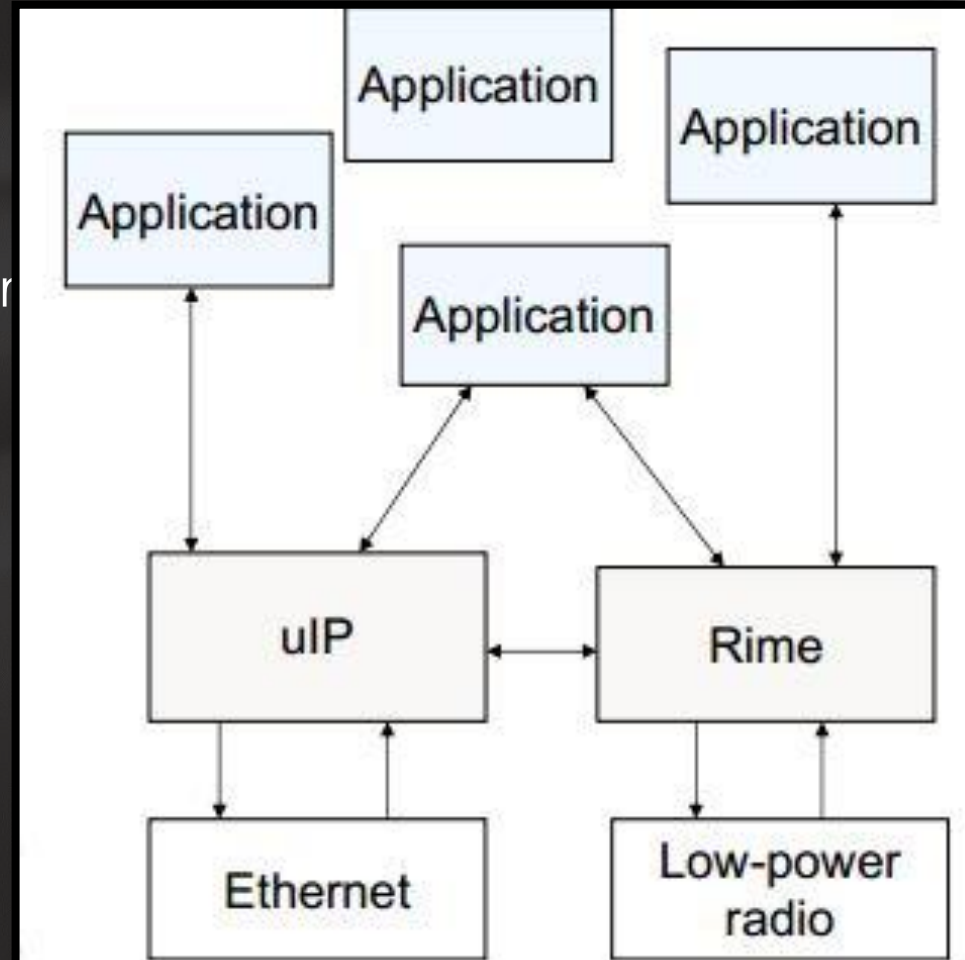 Application
Application
Application
Application
uIP
Rime
Ethernet
Low-power
radio